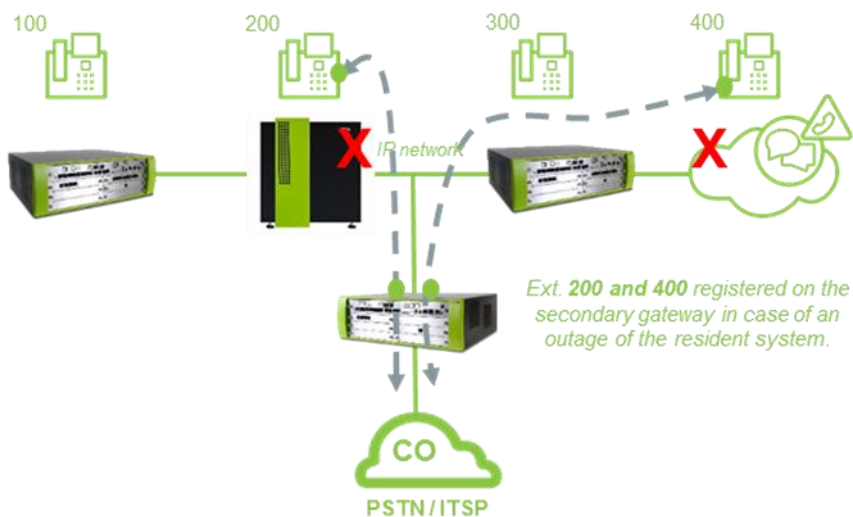 100
200
300
400
X
IP network
X
Ext. 200 and 400 registered on the
secondary gateway in case of an
outage of the resident system.
CO
PSTN / ITSP